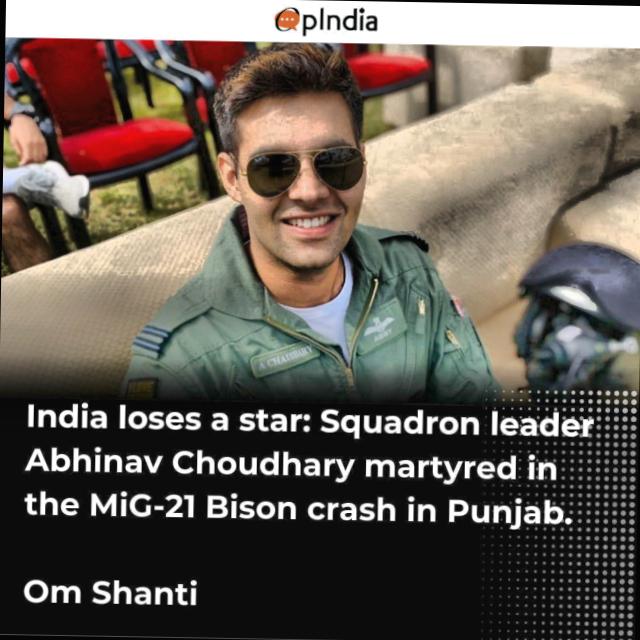 OpIndia
A CHAUDHARY
India loses a star: Squadron leader
Abhinav Choudhary martyred in
the MiG-21 Bison crash in Punjab.
Om Shanti